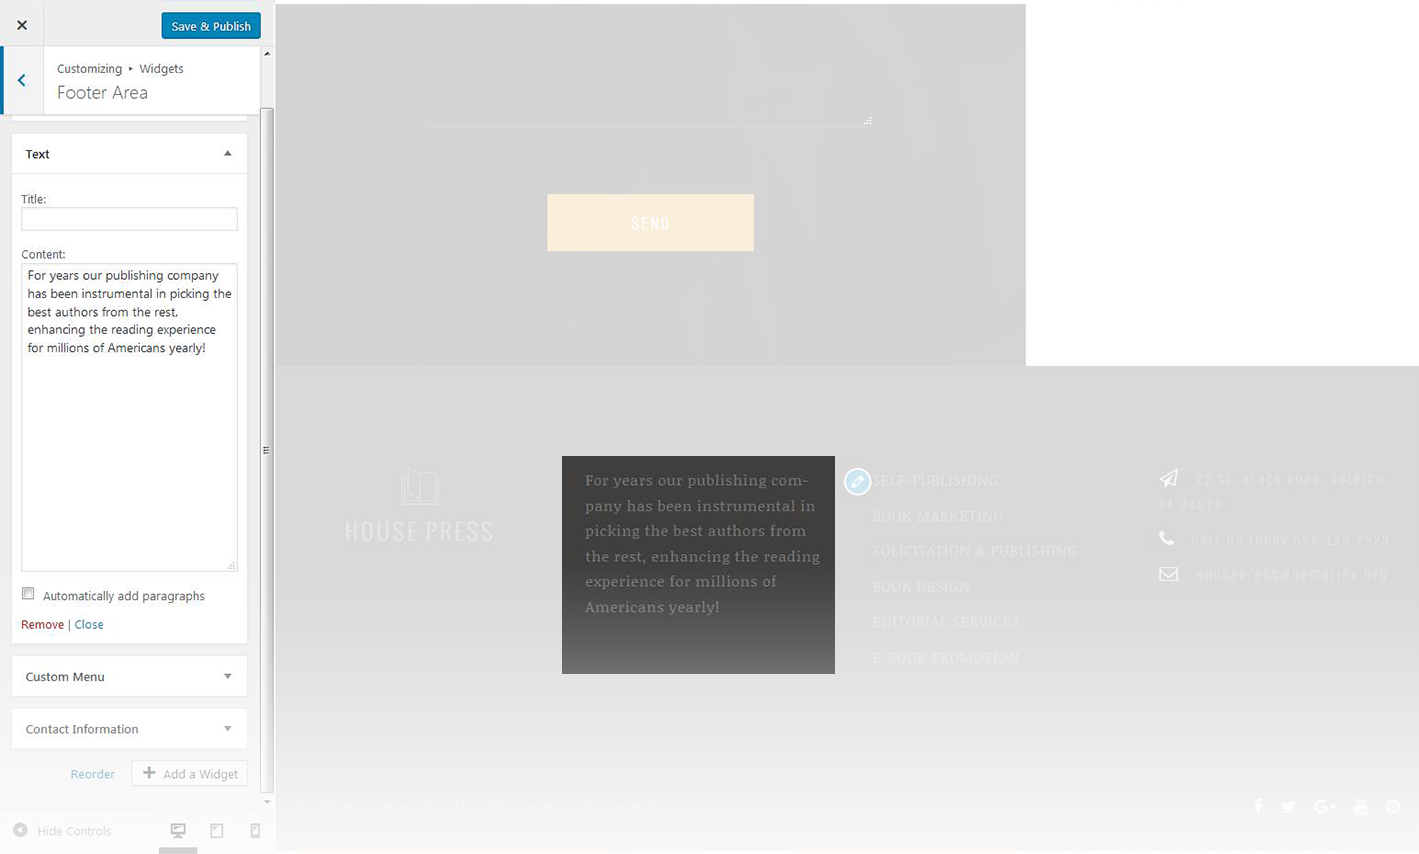 Save & Publish
Customizing ▸ Widgets
Footer Area
Text
Title:
Content:
For years our publishing company
has been instrumental in picking the
best authors from the rest,
enhancing the reading experience
for millions of Americans yearly!
Automatically add paragraphs
Remove | Close
Custom Menu
Contact Information
Reorder
Add a Widget
Hide Controls
SEND
HOUSE PRESS
For years our publishing com-
pany has been instrumental in
picking the best authors from
the rest, enhancing the reading
experience for millions of
Americans yearly!
SELF-PUBLISHING
BOOK MARKETING
SOLICITATION & PUBLISHING
BOOK DESIGN
EDITORIAL SERVICES
E-BOOK PROMOTION
22 St. Black Road, Raleigh,
PA 34578
Call us
555.123.2323
housepress@demolink.org